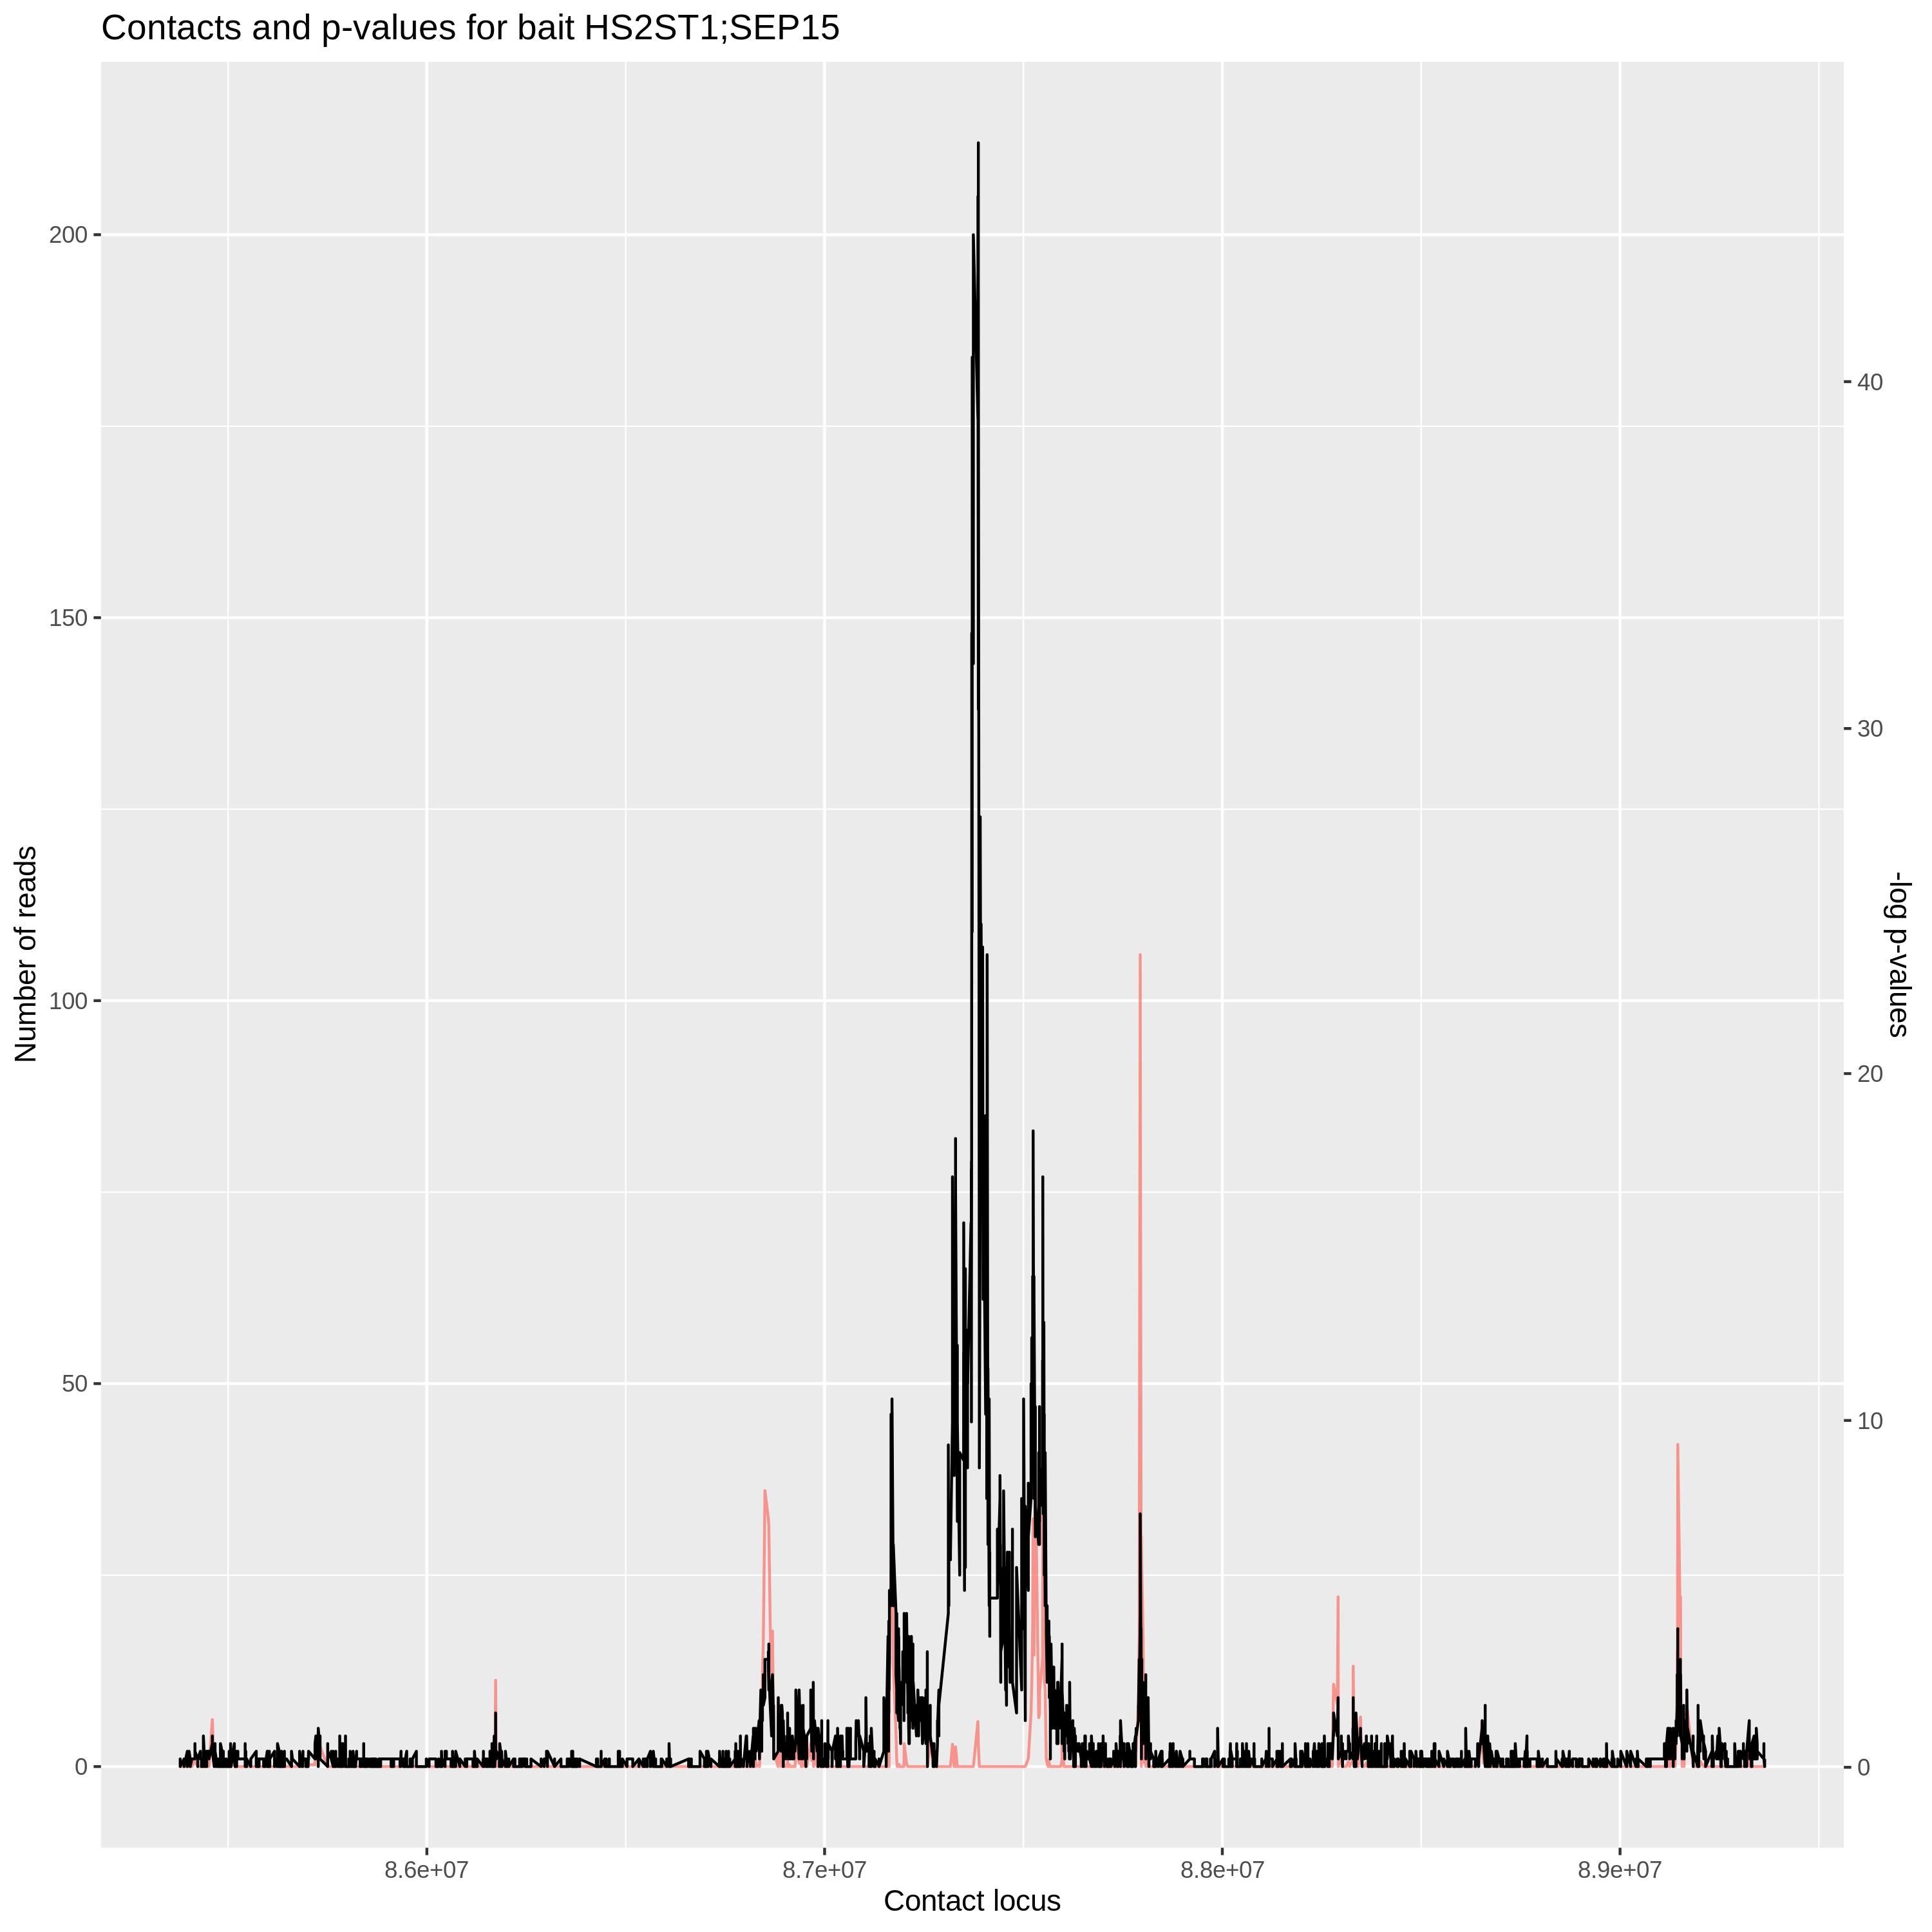 Contacts and p-values for bait HS2ST1;SEP15
200
150
100
50
0
Number of reads
40
30
20
10
0
-log p-values
8.6e+07
8.7e+07
8.8e+07
8.9e+07
Contact locus